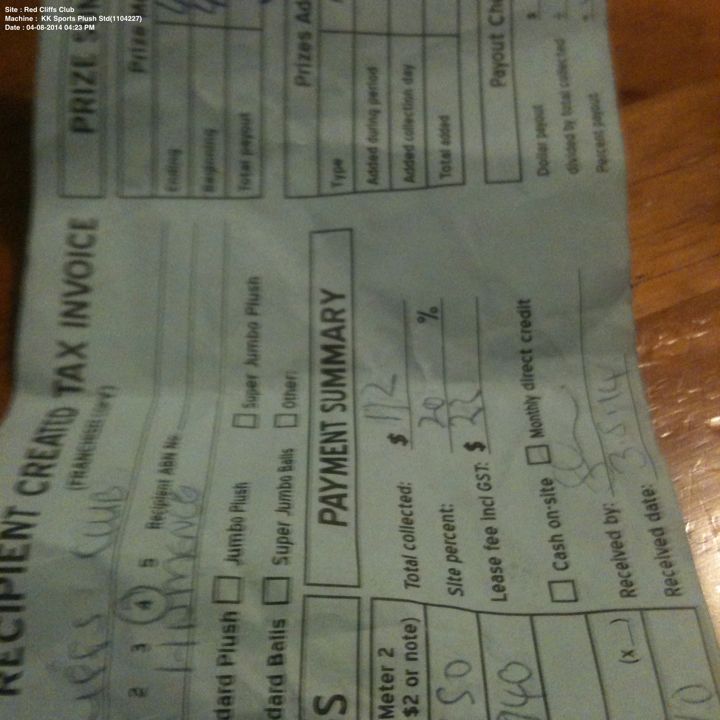 Site : Red Cliffs Club
Machine : KK Sports Plush Std(1104227)
Date : 04-08-2014 04:23 PM
RECIPIENT CREATED TAX INVOICE
Club
2 3 4 5 Recipient ABN No
dard Plush Jumbo Plush Super Jumbo Plush
dard Balls Super Jumbo Balls Other:
S
Meter 2
$2 or note)
50
940
(x __)
0
PAYMENT SUMMARY
Total collected: $ 112
Site percent: 20 %
Lease fee incl GST: $ 22
Cash on-site Monthly direct credit
Received by:
Received date: 3.5.14
PRIZE
Prize
Ending
Beginning
Total payout
Prizes Ad
Type
Added during period
Added collection day
Total added
Payout Ch
Dollar payout $
divided by total collected ÷
Percent payout